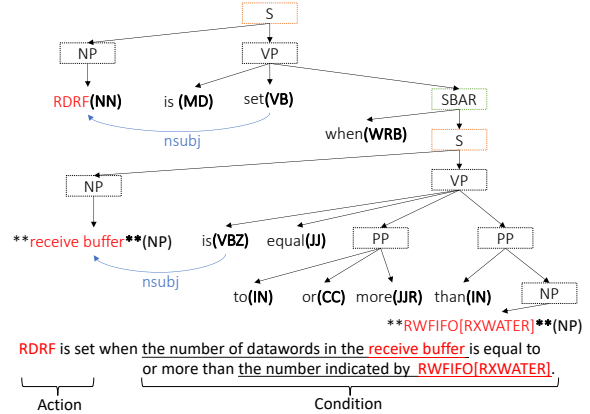 S
NP
VP
RDRF(NN)
is (MD)
set(VB)
SBAR
nsubj
when(WRB)
S
NP
VP
**receive buffer**(NP)
is(VBZ)
equal(JJ)
PP
PP
nsubj
to(IN)
or(CC)
more(JJR)
than(IN)
NP
**RWFIFO[RXWATER]**(NP)
RDRF is set when the number of datawords in the receive buffer is equal to
or more than the number indicated by RWFIFO[RXWATER].
Action
Condition